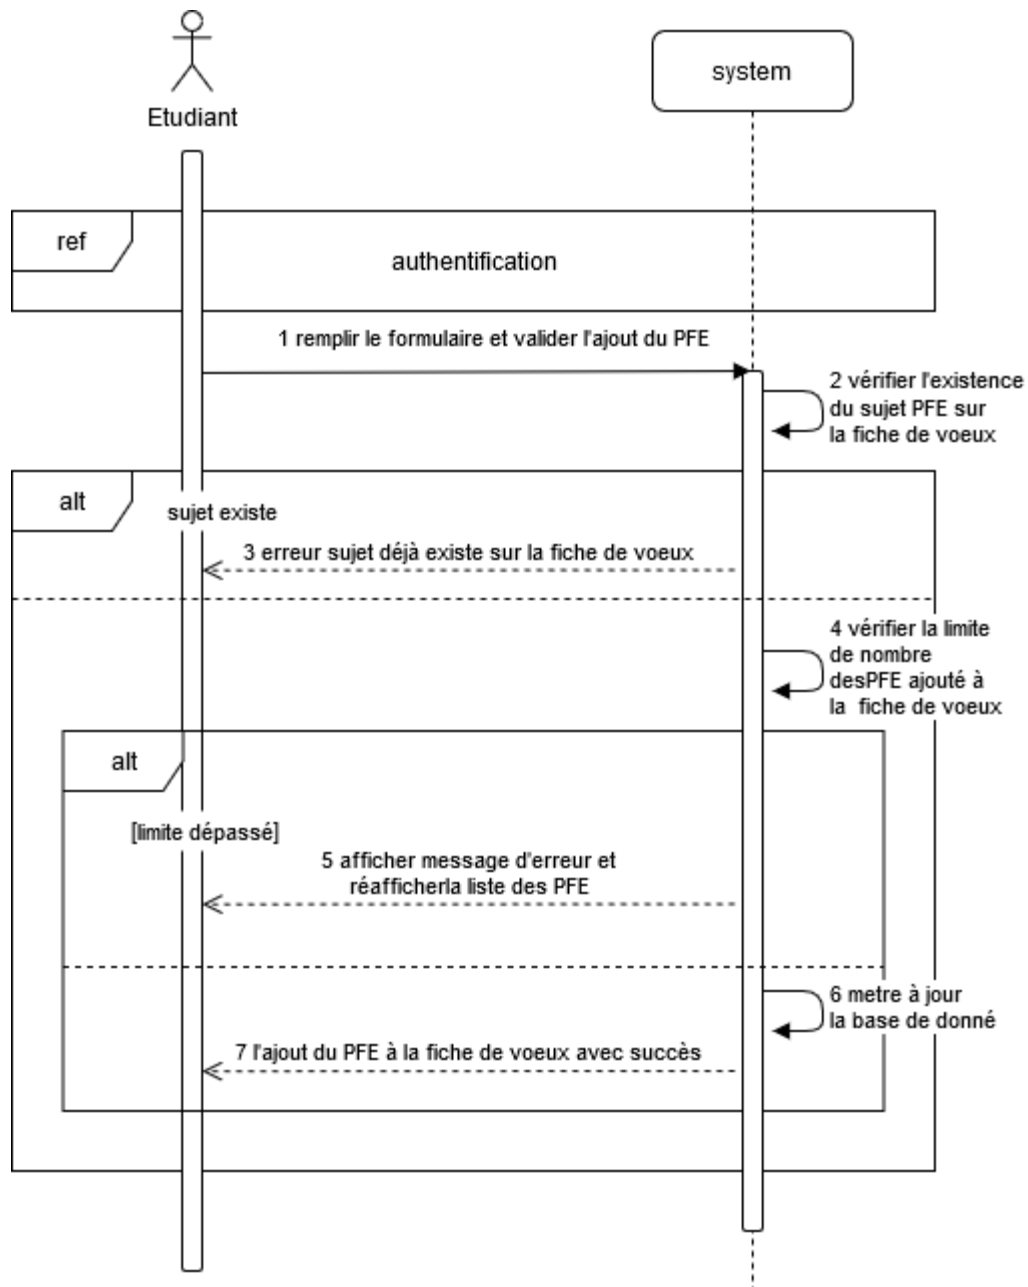 Etudiant
system
ref
authentification
1 remplir le formulaire et valider l'ajout du PFE
2 vérifier l'existence
du sujet PFE sur
la fiche de voeux
alt
sujet existe
3 erreur sujet déjà existe sur la fiche de voeux
4 vérifier la limite
de nombre
desPFE ajouté à
la fiche de voeux
alt
[limite dépassé]
5 afficher message d'erreur et
réafficherla liste des PFE
6 metre à jour
la base de donné
7 l'ajout du PFE à la fiche de voeux avec succès